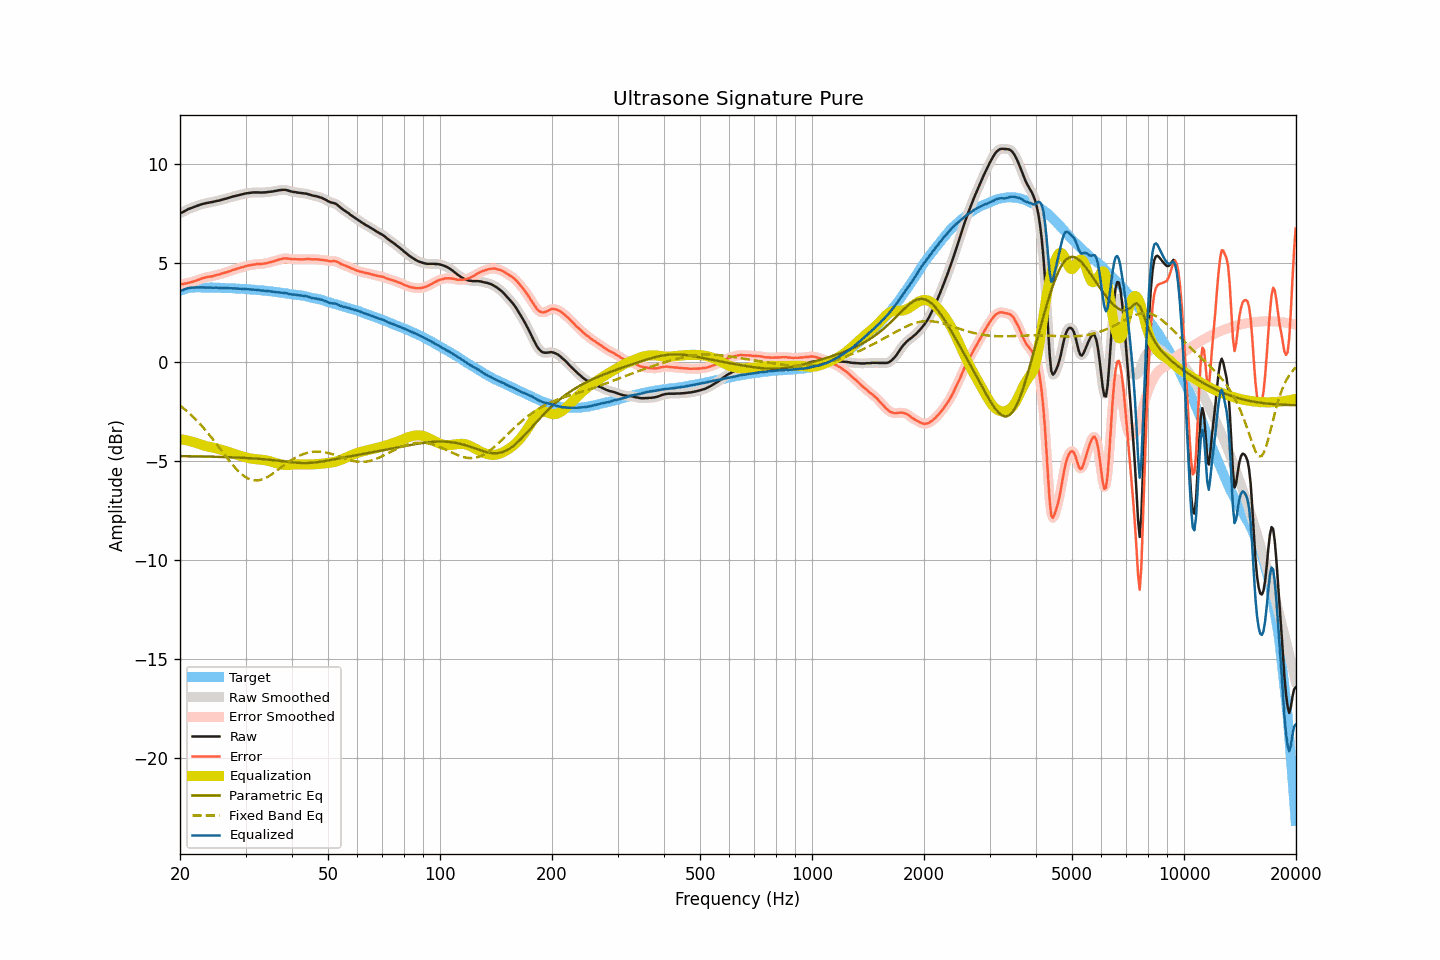 Ultrasone Signature Pure
10
5
0
−5
−10
−15
−20
Amplitude (dBr)
Target
Raw Smoothed
Error Smoothed
Raw
Error
Equalization
Parametric Eq
Fixed Band Eq
Equalized
20 50 100 200 500 1000 2000 5000 10000 20000
Frequency (Hz)